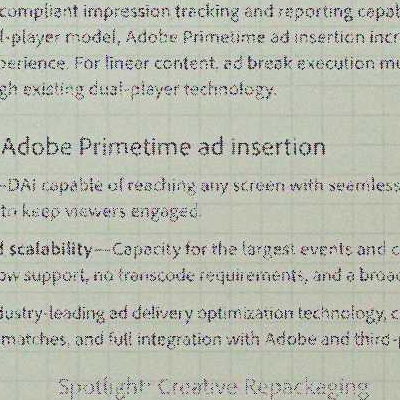 compliant impression tracking and reporting capab
l-player model, Adobe Primetime ad insertion incr
perience. For linear content, ad break execution mu
gh existing dual-player technology.
Adobe Primetime ad insertion
–DAI capable of reaching any screen with seamless
to keep viewers engaged.
d scalability—Capacity for the largest events and c
ow support, no transcode requirements, and a broad
dustry-leading ad delivery optimization technology, c
matches, and full integration with Adobe and third-p
Spotlight: Creative Repackaging